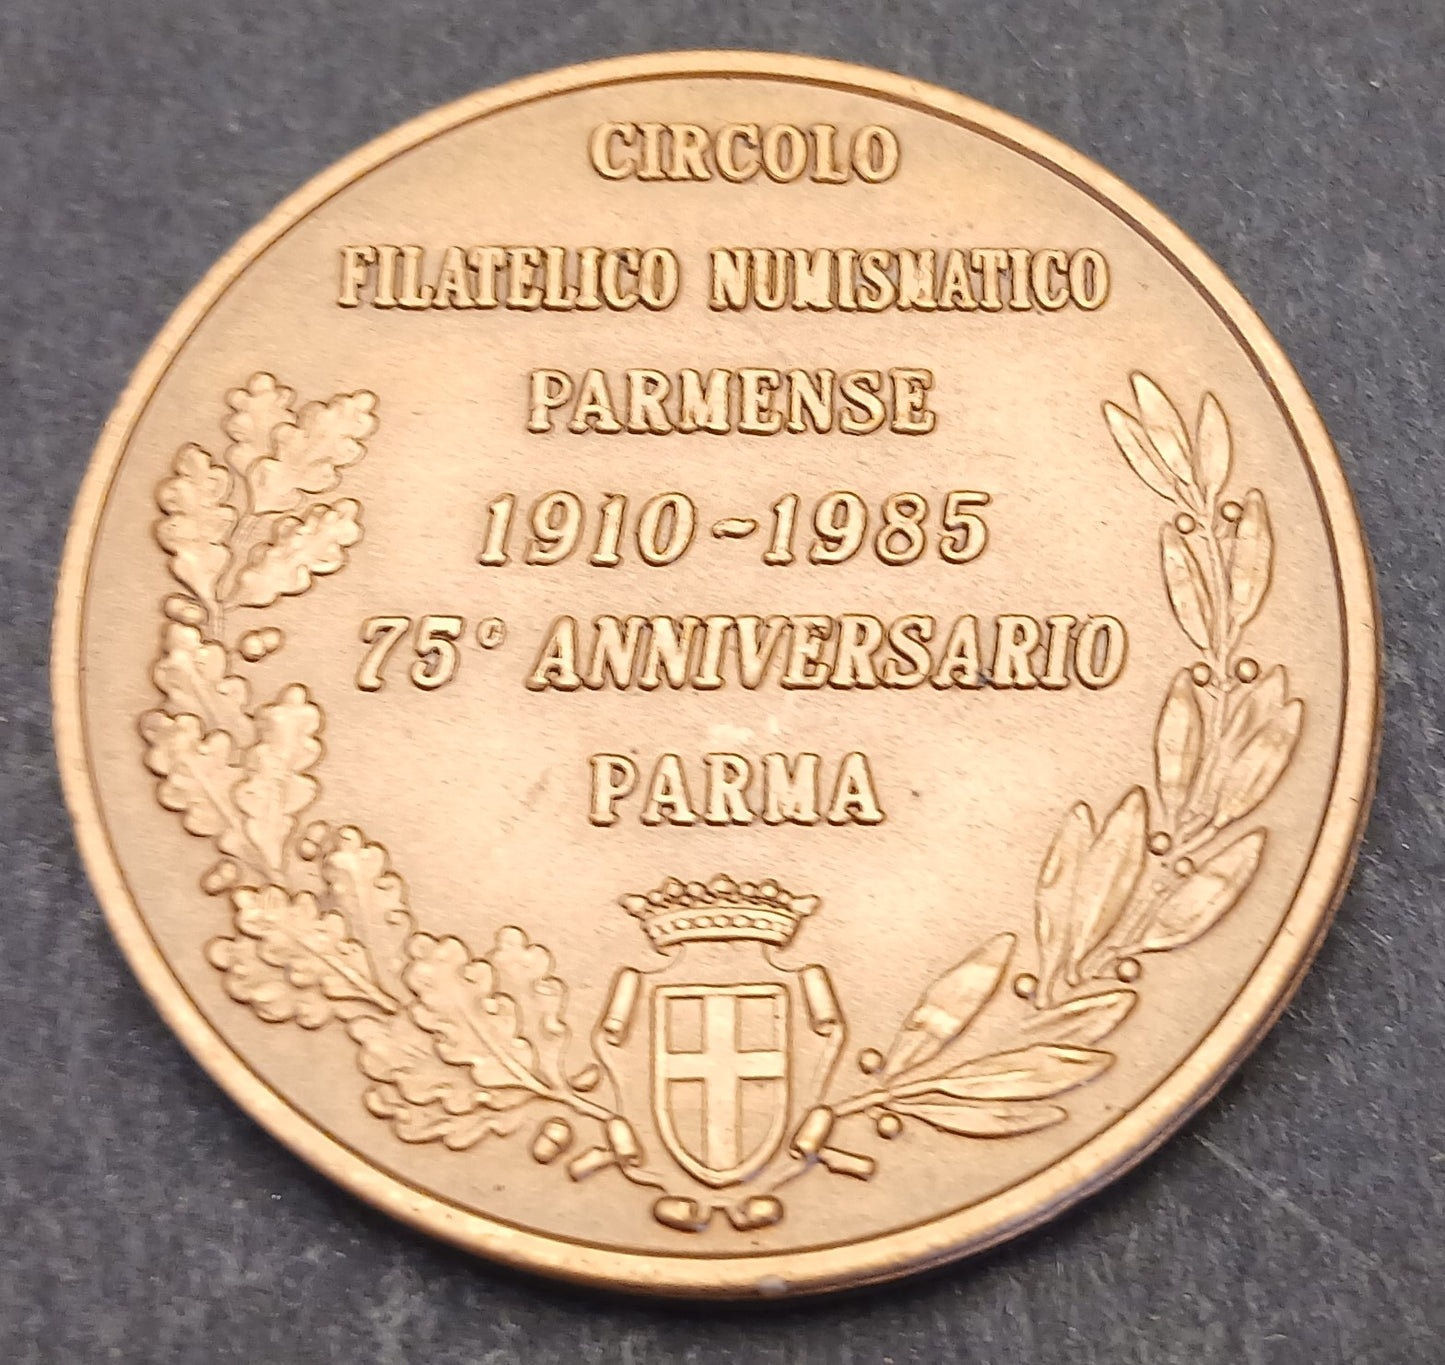 CIRCOLO
FILATELICO NUMISMATICO
PARMENSE
1910-1985
75° ANNIVERSARIO
PARMA